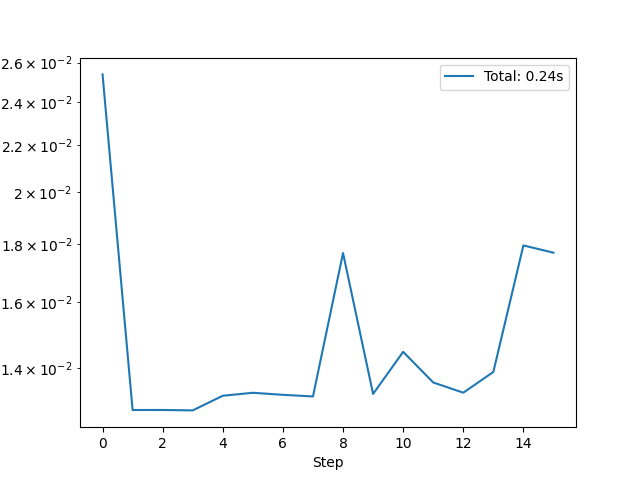 2.6 × 10⁻²
2.4 × 10⁻²
2.2 × 10⁻²
2 × 10⁻²
1.8 × 10⁻²
1.6 × 10⁻²
1.4 × 10⁻²
Total: 0.24s
0 2 4 6 8 10 12 14
Step